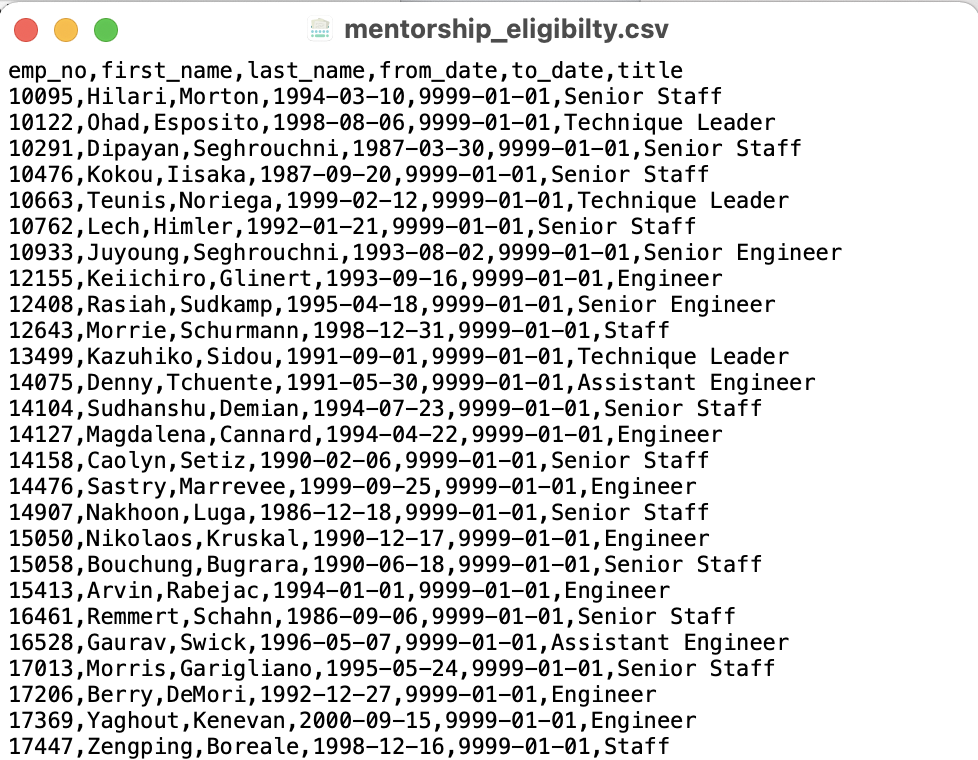 mentorship_eligibilty.csv
emp_no,first_name,last_name,from_date,to_date,title
10095,Hilari,Morton,1994-03-10,9999-01-01,Senior Staff
10122,Ohad,Esposito,1998-08-06,9999-01-01,Technique Leader
10291,Dipayan,Seghrouchni,1987-03-30,9999-01-01,Senior Staff
10476,Kokou,Iisaka,1987-09-20,9999-01-01,Senior Staff
10663,Teunis,Noriega,1999-02-12,9999-01-01,Technique Leader
10762,Lech,Himler,1992-01-21,9999-01-01,Senior Staff
10933,Juyoung,Seghrouchni,1993-08-02,9999-01-01,Senior Engineer
12155,Keiichiro,Glinert,1993-09-16,9999-01-01,Engineer
12408,Rasiah,Sudkamp,1995-04-18,9999-01-01,Senior Engineer
12643,Morrie,Schurmann,1998-12-31,9999-01-01,Staff
13499,Kazuhiko,Sidou,1991-09-01,9999-01-01,Technique Leader
14075,Denny,Tchuente,1991-05-30,9999-01-01,Assistant Engineer
14104,Sudhanshu,Demian,1994-07-23,9999-01-01,Senior Staff
14127,Magdalena,Cannard,1994-04-22,9999-01-01,Engineer
14158,Caolyn,Setiz,1990-02-06,9999-01-01,Senior Staff
14476,Sastry,Marrevee,1999-09-25,9999-01-01,Engineer
14907,Nakhoon,Luga,1986-12-18,9999-01-01,Senior Staff
15050,Nikolaos,Kruskal,1990-12-17,9999-01-01,Engineer
15058,Bouchung,Bugrara,1990-06-18,9999-01-01,Senior Staff
15413,Arvin,Rabejac,1994-01-01,9999-01-01,Engineer
16461,Remmert,Schahn,1986-09-06,9999-01-01,Senior Staff
16528,Gaurav,Swick,1996-05-07,9999-01-01,Assistant Engineer
17013,Morris,Garigliano,1995-05-24,9999-01-01,Senior Staff
17206,Berry,DeMori,1992-12-27,9999-01-01,Engineer
17369,Yaghout,Kenevan,2000-09-15,9999-01-01,Engineer
17447,Zengping,Boreale,1998-12-16,9999-01-01,Staff